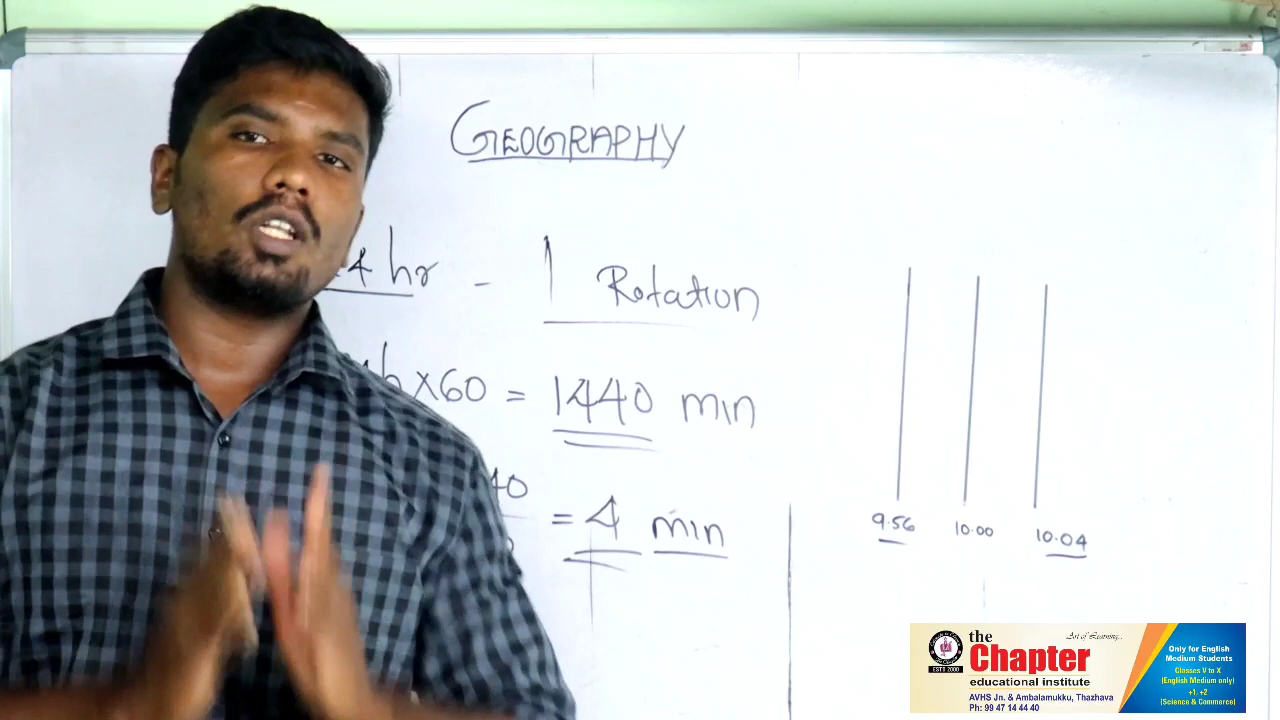 GEOGRAPHY
4 hr - 1 Rotation
x60 = 1440 min
40
= 4 min
9.56 10.00 10.04
the
Art of Learning..
Chapter
educational institute
AVHS Jn. & Ambalamukku, Thazhava
Ph: 99 47 14 44 40
ESTD 2008
Only for English
Medium Students
Classes V to X
(English Medium only)
+1, +2
(Science & Commerce)